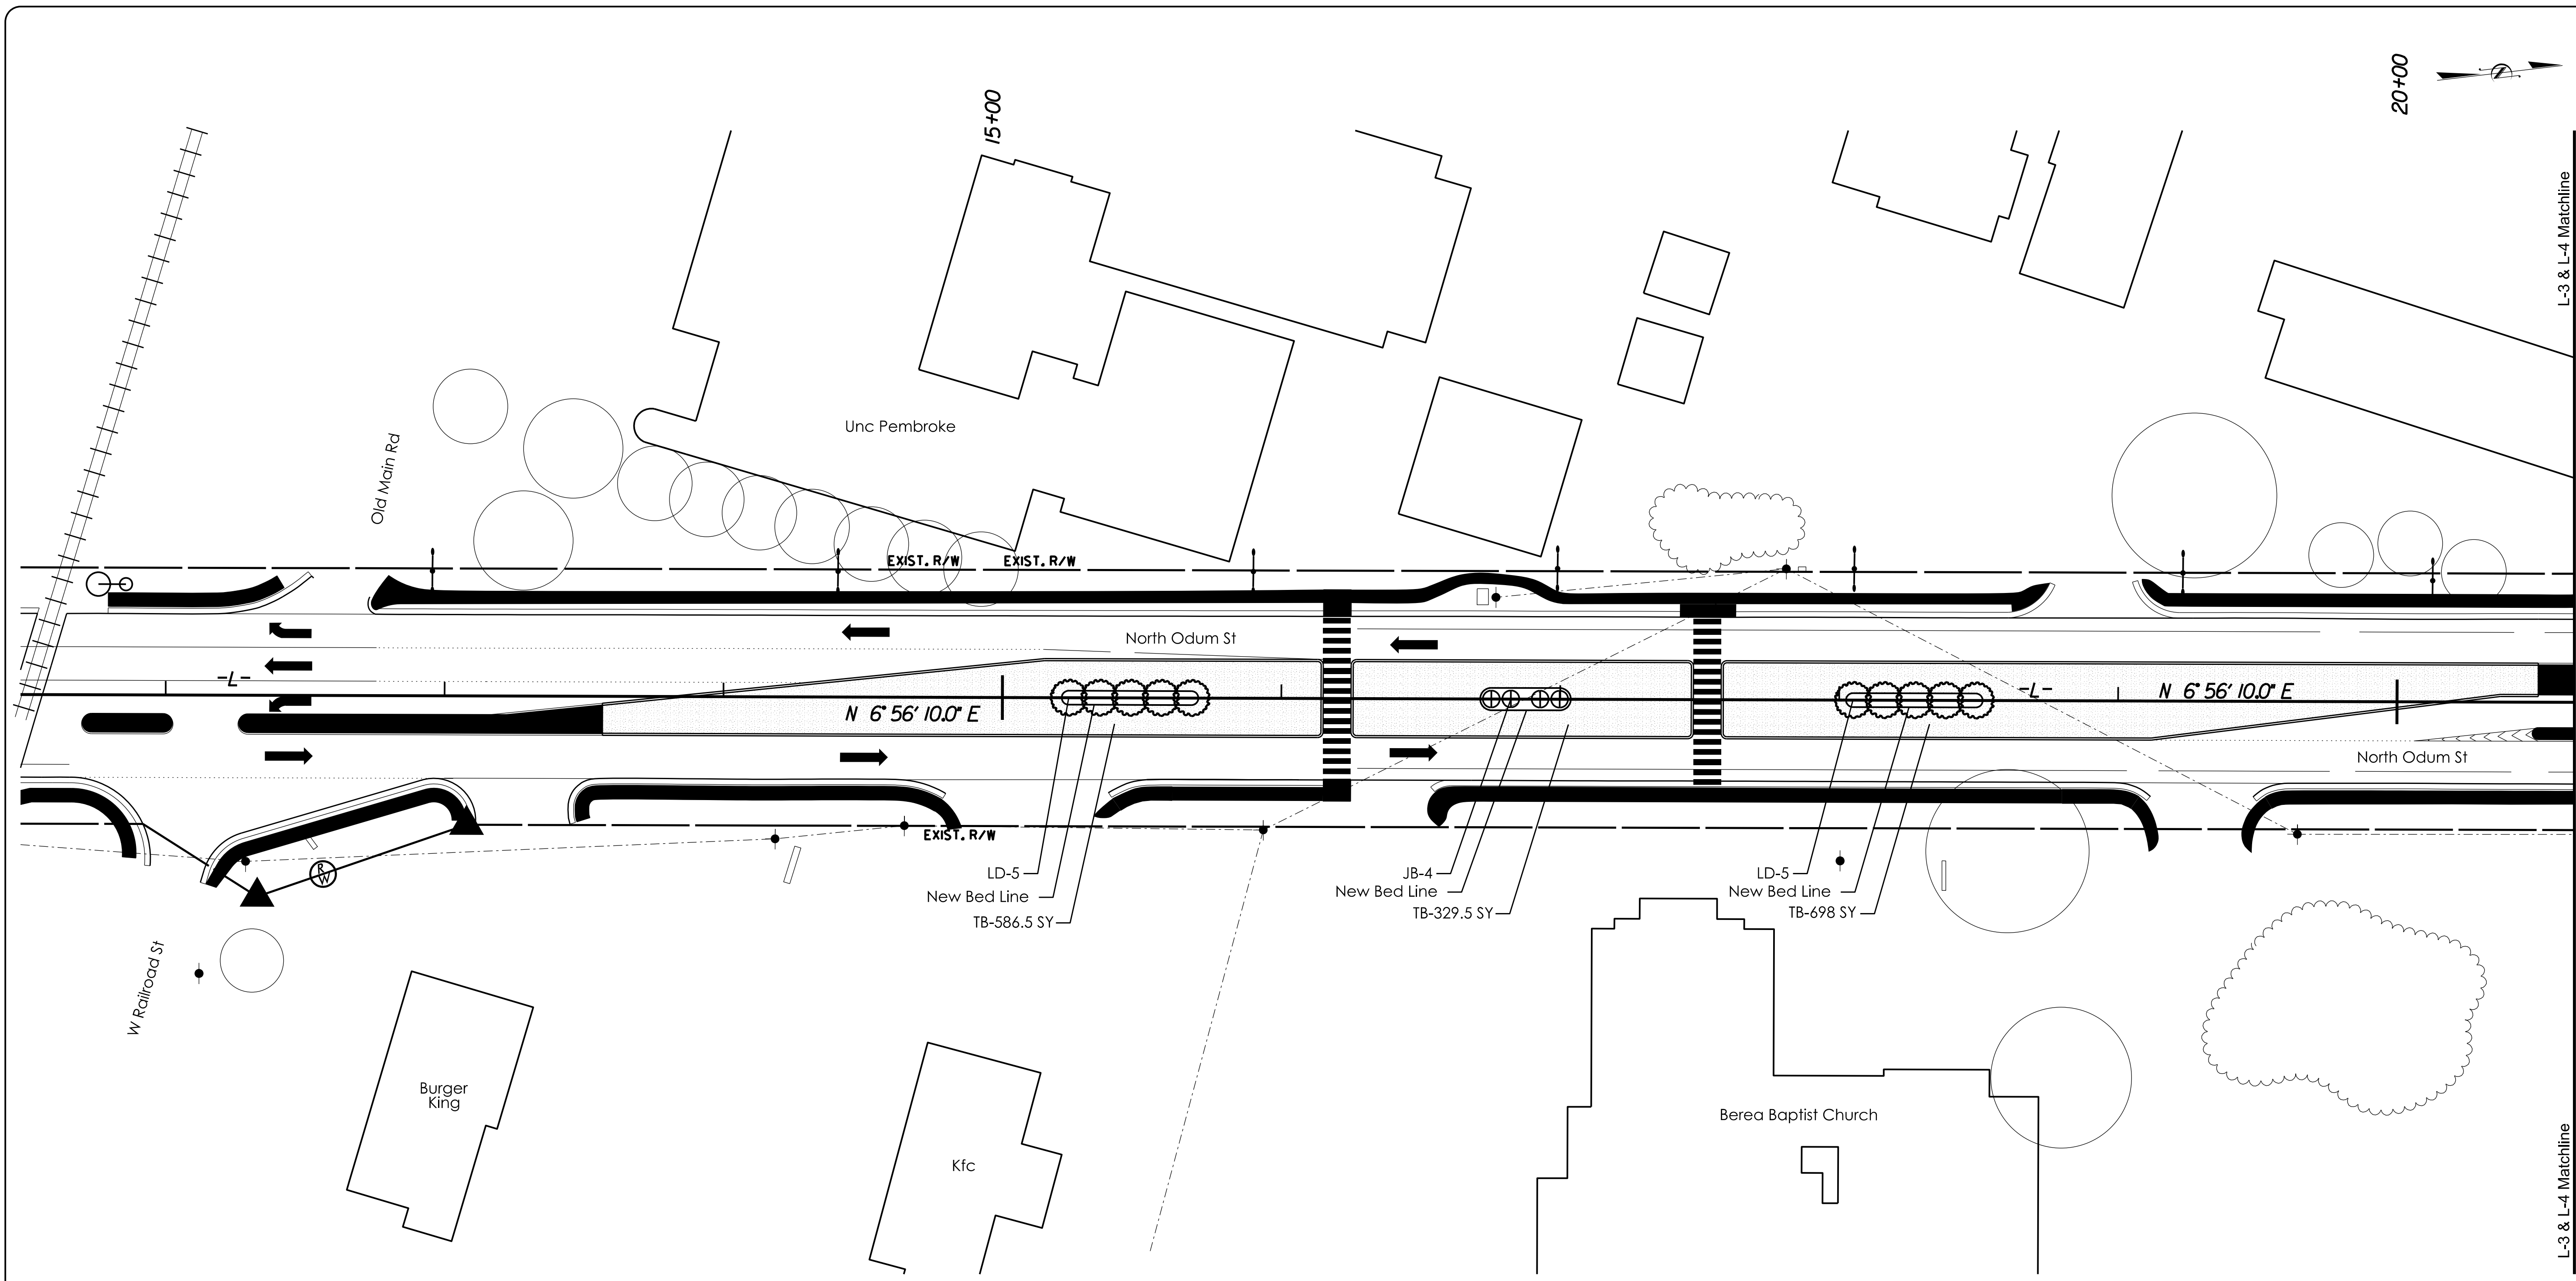 15+00
20+00
L-3 & L-4 Matchline
Old Main Rd
Unc Pembroke
EXIST. R/W
EXIST. R/W
North Odum St
-L-
N 6° 56' 10.0" E
-L-
N 6° 56' 10.0" E
North Odum St
EXIST. R/W
R/W
LD-5
New Bed Line
TB-586.5 SY
JB-4
New Bed Line
TB-329.5 SY
LD-5
New Bed Line
TB-698 SY
W Railroad St
Burger
King
Kfc
Berea Baptist Church
L-3 & L-4 Matchline